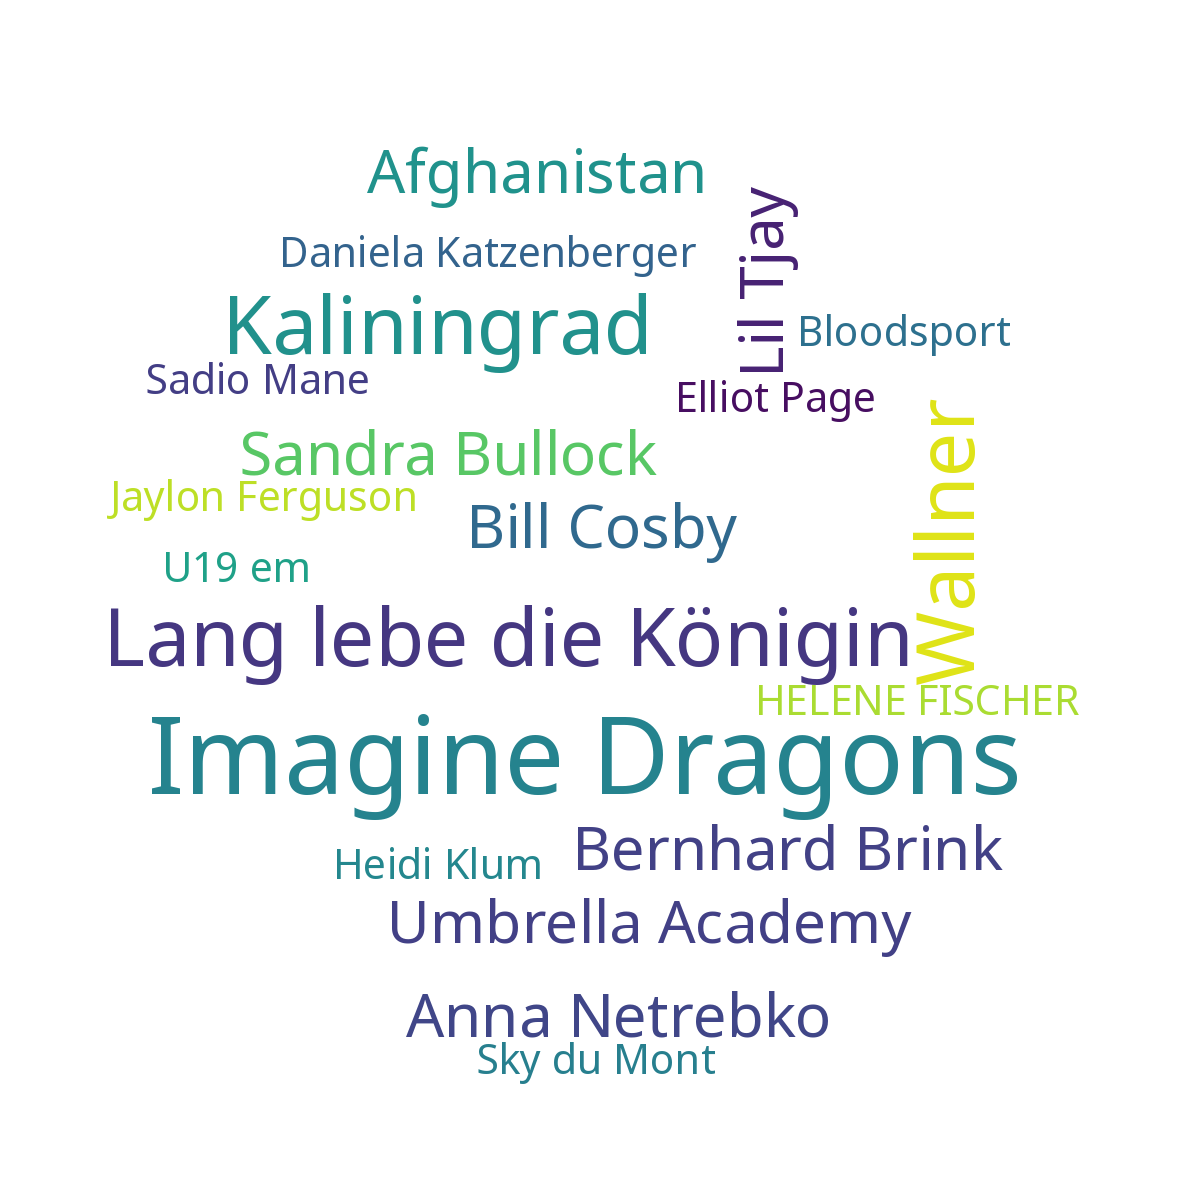 Afghanistan
Lil Tjay
Daniela Katzenberger
Kaliningrad
Bloodsport
Sadio Mane
Elliot Page
Wallner
Sandra Bullock
Jaylon Ferguson
Bill Cosby
U19 em
Lang lebe die Königin
HELENE FISCHER
Imagine Dragons
Bernhard Brink
Heidi Klum
Umbrella Academy
Anna Netrebko
Sky du Mont